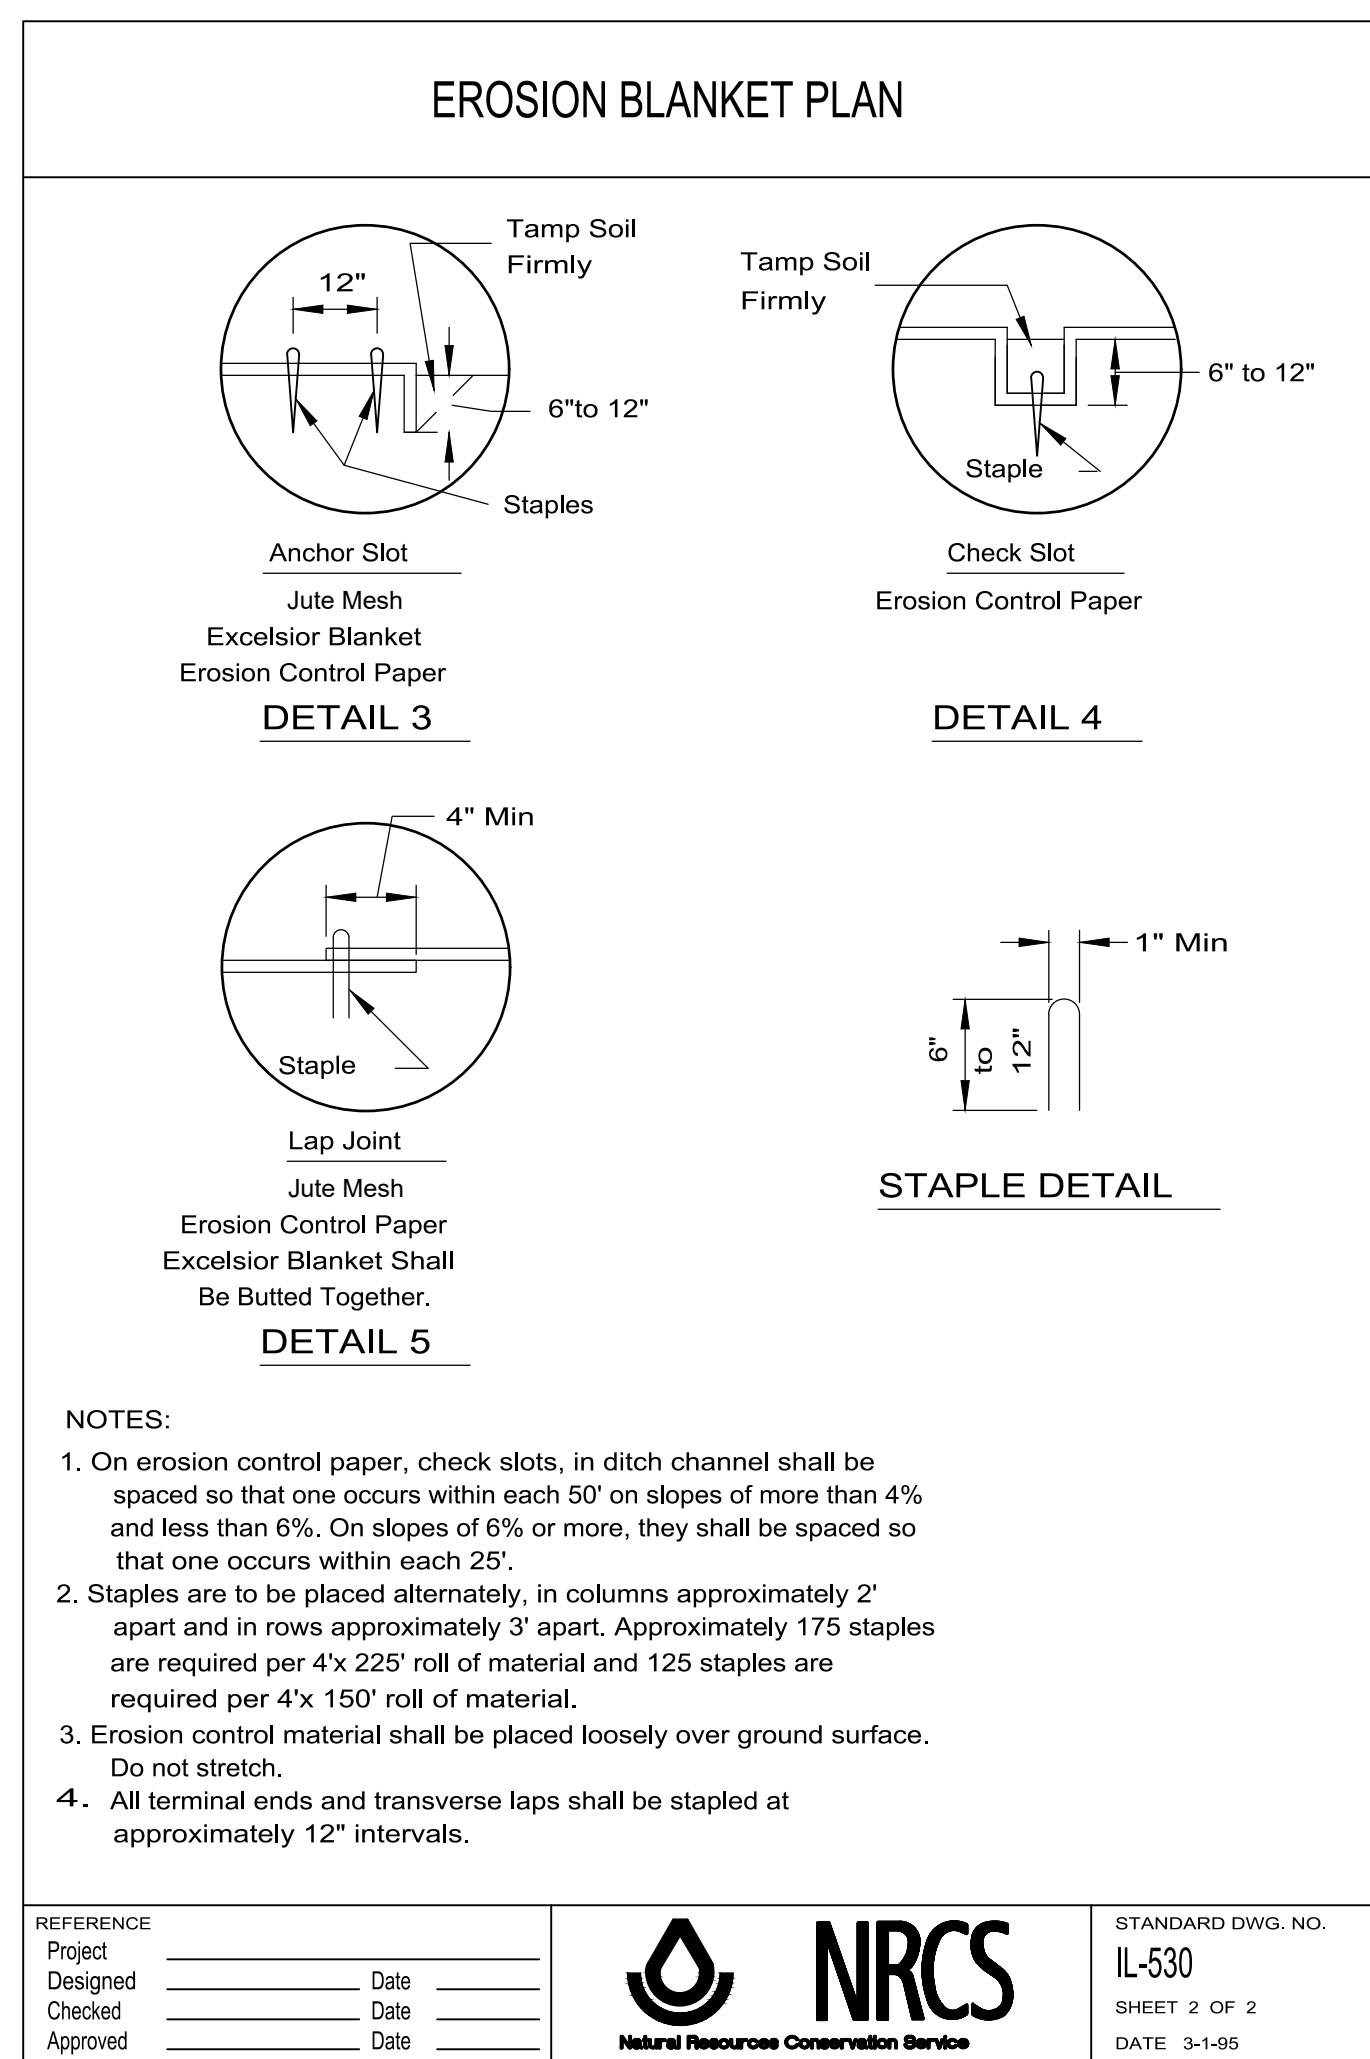 EROSION BLANKET PLAN
Tamp Soil
Firmly
12"
6"to 12"
Staples
Anchor Slot
Jute Mesh
Excelsior Blanket
Erosion Control Paper
DETAIL 3
Tamp Soil
Firmly
6" to 12"
Staple
Check Slot
Erosion Control Paper
DETAIL 4
4" Min
Staple
Lap Joint
Jute Mesh
Erosion Control Paper
Excelsior Blanket Shall
Be Butted Together.
DETAIL 5
1" Min
6"
to
12"
STAPLE DETAIL
NOTES:
1. On erosion control paper, check slots, in ditch channel shall be
spaced so that one occurs within each 50' on slopes of more than 4%
and less than 6%. On slopes of 6% or more, they shall be spaced so
that one occurs within each 25'.
2. Staples are to be placed alternately, in columns approximately 2'
apart and in rows approximately 3' apart. Approximately 175 staples
are required per 4'x 225' roll of material and 125 staples are
required per 4'x 150' roll of material.
3. Erosion control material shall be placed loosely over ground surface.
Do not stretch.
4. All terminal ends and transverse laps shall be stapled at
approximately 12" intervals.
REFERENCE
Project
Designed Date
Checked Date
Approved Date
NRCS
Natural Resources Conservation Service
STANDARD DWG. NO.
IL-530
SHEET 2 OF 2
DATE 3-1-95